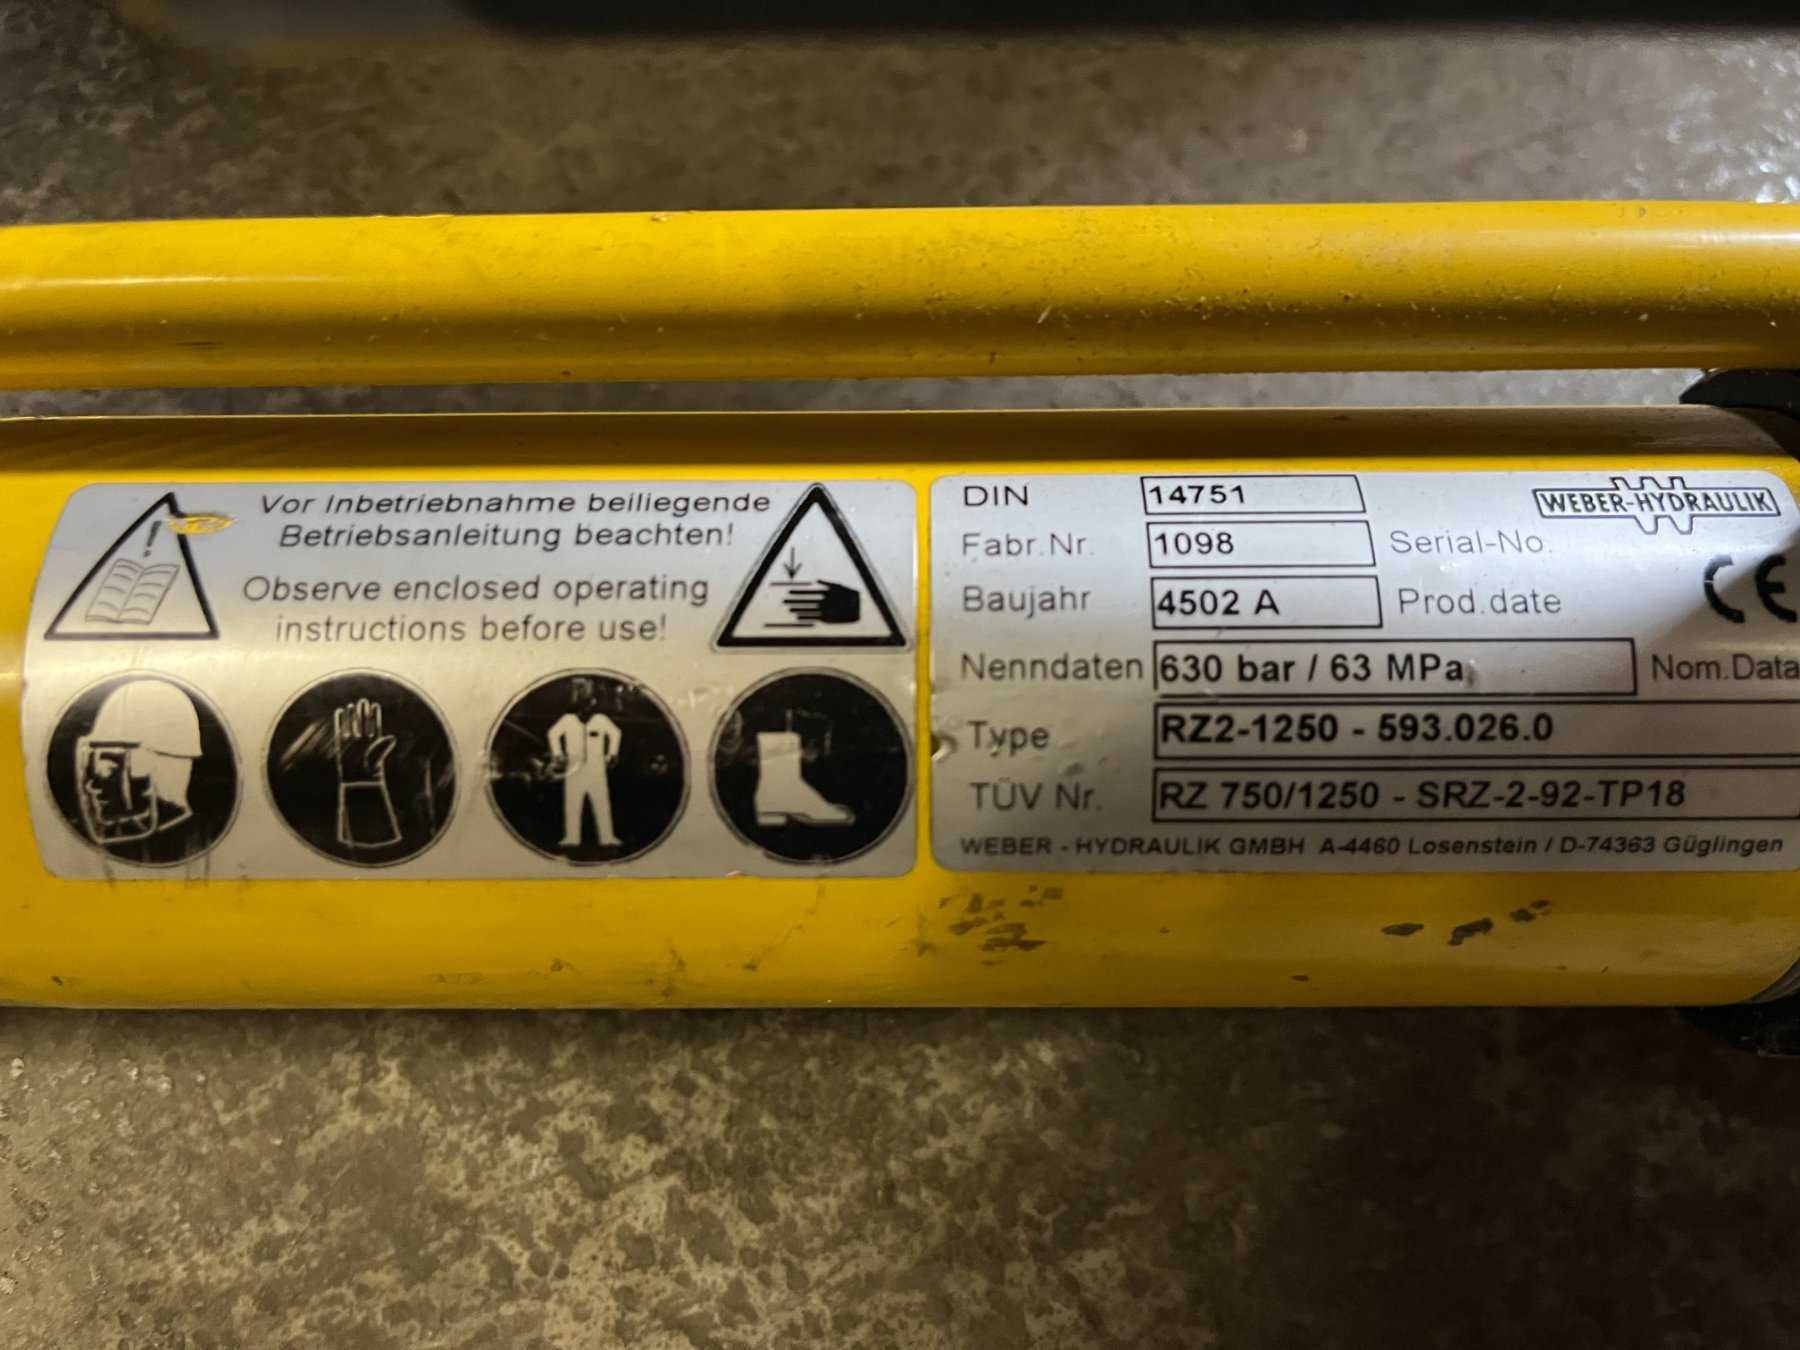 Vor Inbetriebnahme beiliegende
Betriebsanleitung beachten!
Observe enclosed operating
instructions before use!
DIN 14751
WEBER-HYDRAULIK
Fabr.Nr. 1098 Serial-No.
Baujahr 4502 A Prod.date
CE
Nenndaten 630 bar / 63 MPa Nom.Data
Type RZ2-1250 - 593.026.0
TÜV Nr. RZ 750/1250 - SRZ-2-92-TP18
WEBER - HYDRAULIK GMBH A-4460 Losenstein / D-74363 Güglingen